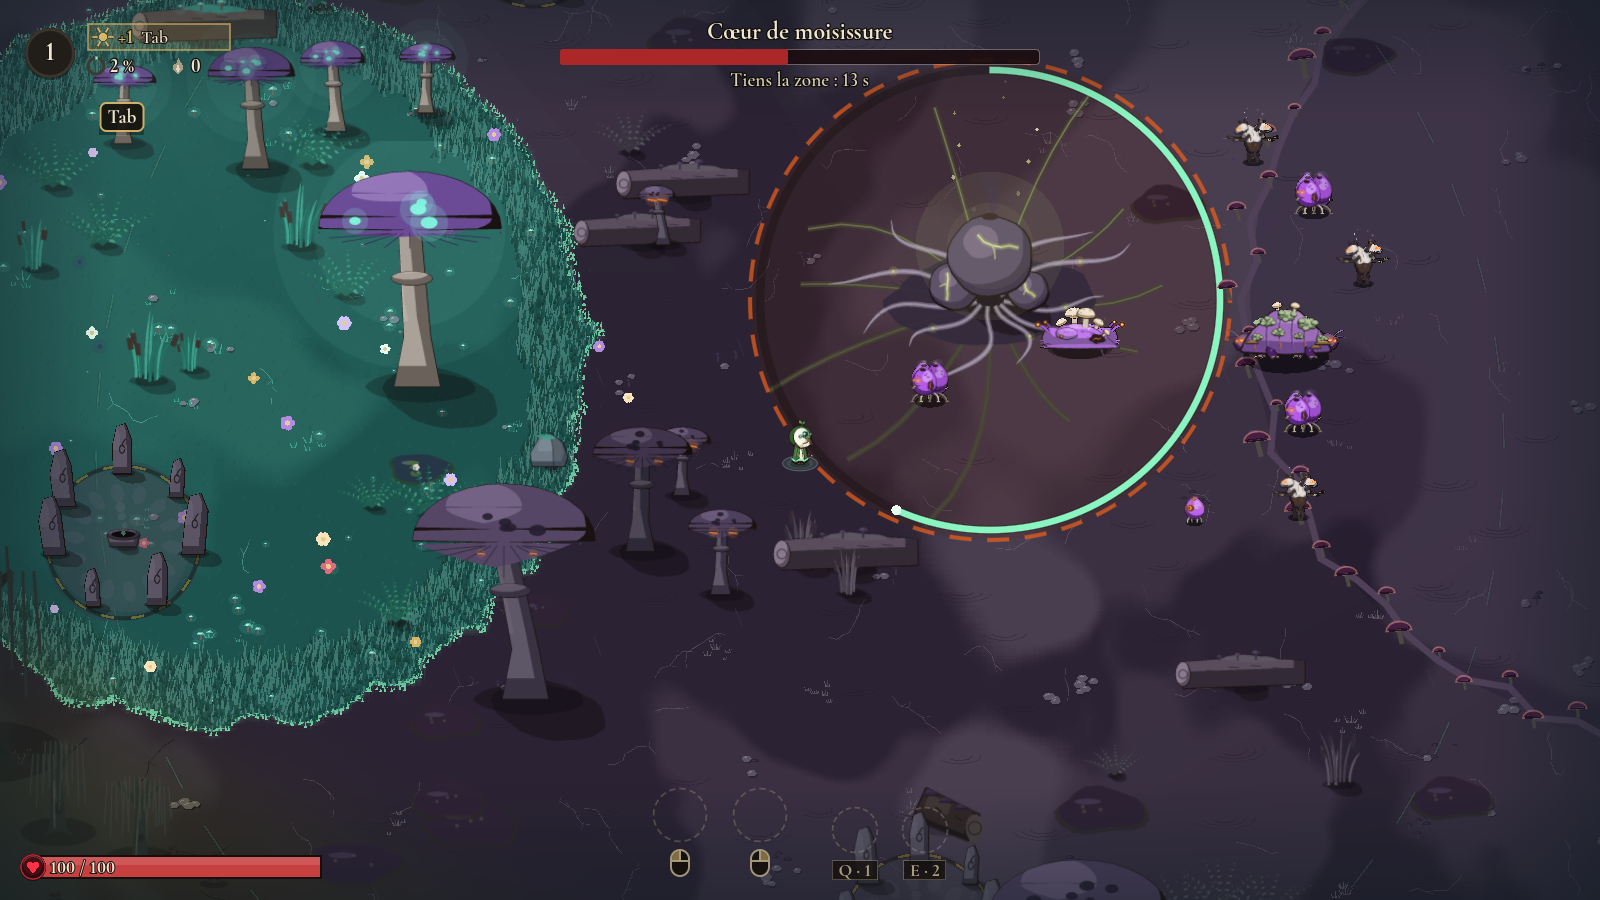 Cœur de moisissure
Tiens la zone : 13 s
1
+1 Tab
2 %
0
Tab
100 / 100
Q · 1
E · 2